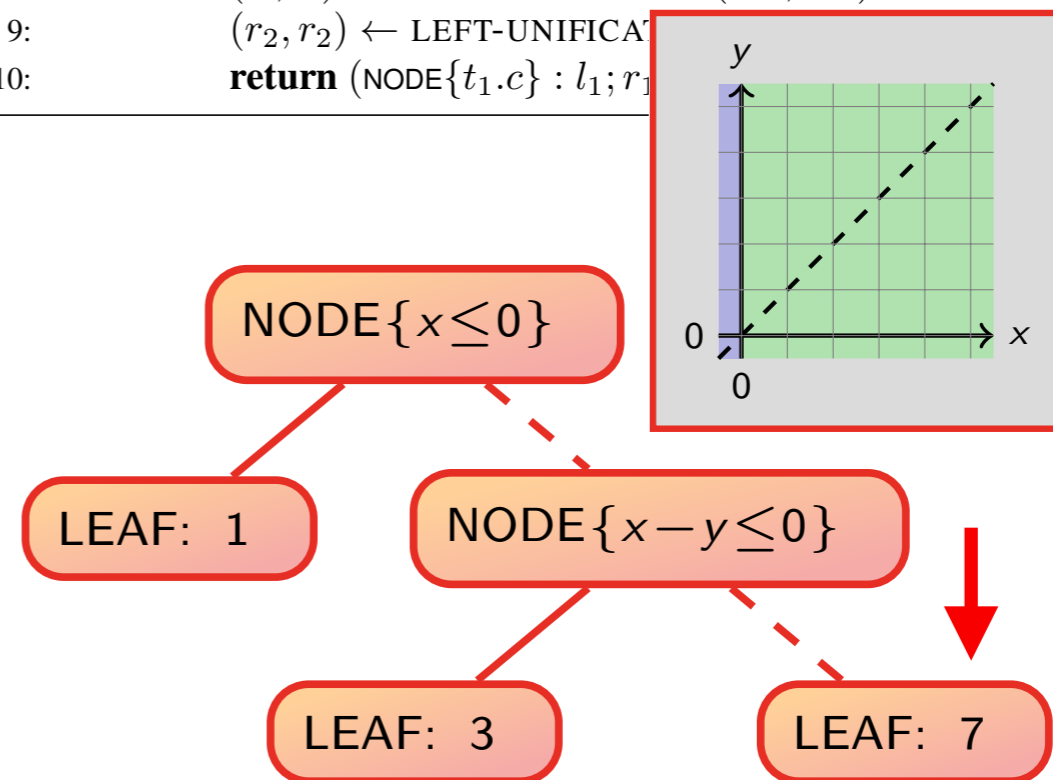 9: (r₂, r₂) ← LEFT-UNIFICAT
10: return (NODE{t₁.c} : l₁; r₁
y
0
x
0
NODE{x≤0}
LEAF: 1
NODE{x−y≤0}
LEAF: 3
LEAF: 7